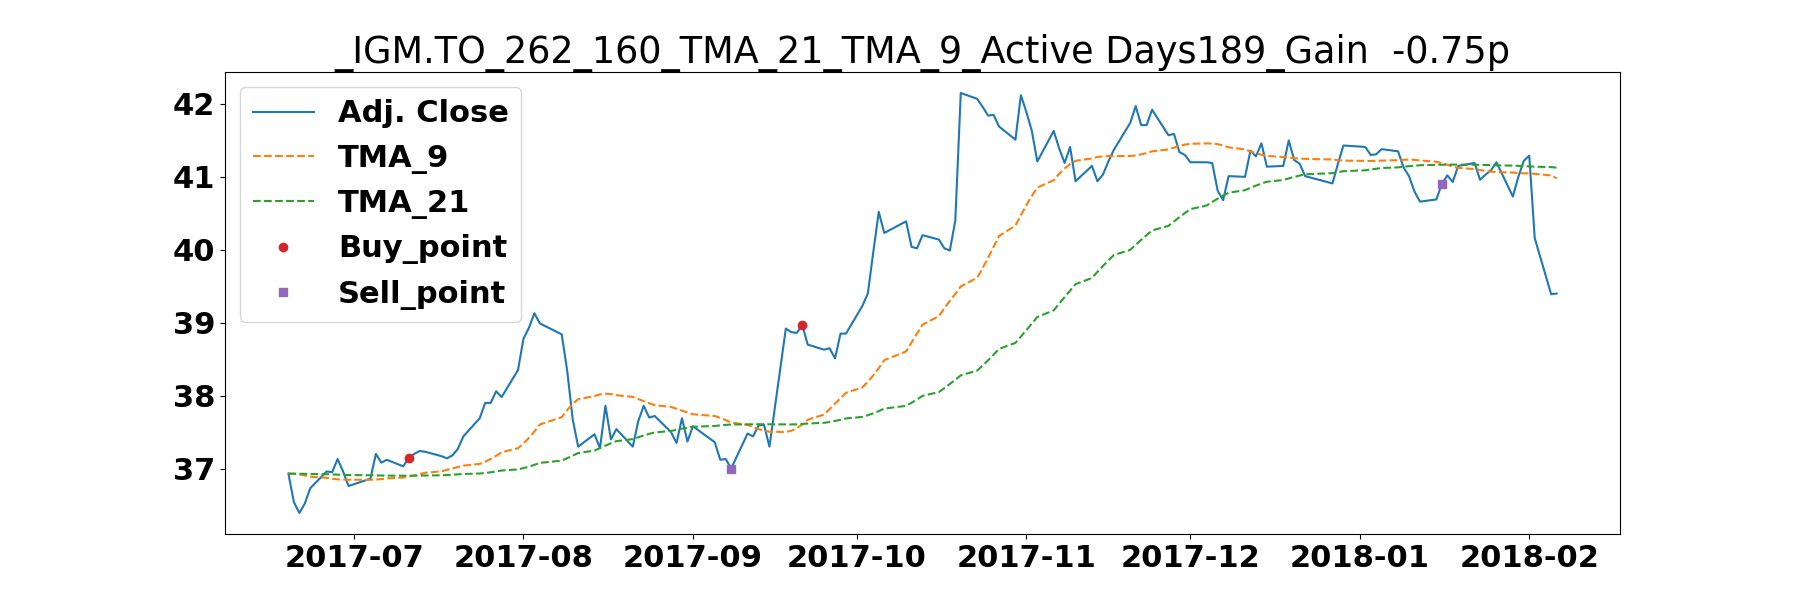 _IGM.TO_262_160_TMA_21_TMA_9_Active Days189_Gain  -0.75p
Adj. Close
TMA_9
TMA_21
Buy_point
Sell_point
42
41
40
39
38
37
2017-07 2017-08 2017-09 2017-10 2017-11 2017-12 2018-01 2018-02